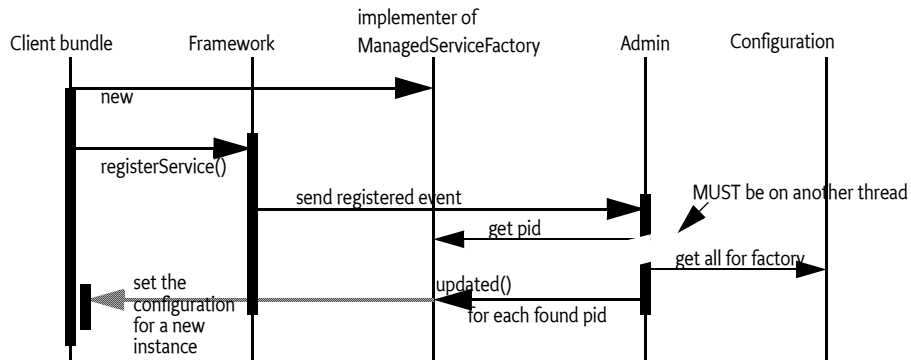 implementer of
Client bundle
Framework
ManagedServiceFactory
Admin
Configuration
new
registerService()
send registered event
MUST be on another thread
get pid
get all for factory
set the
configuration
for a new
instance
updated()
for each found pid